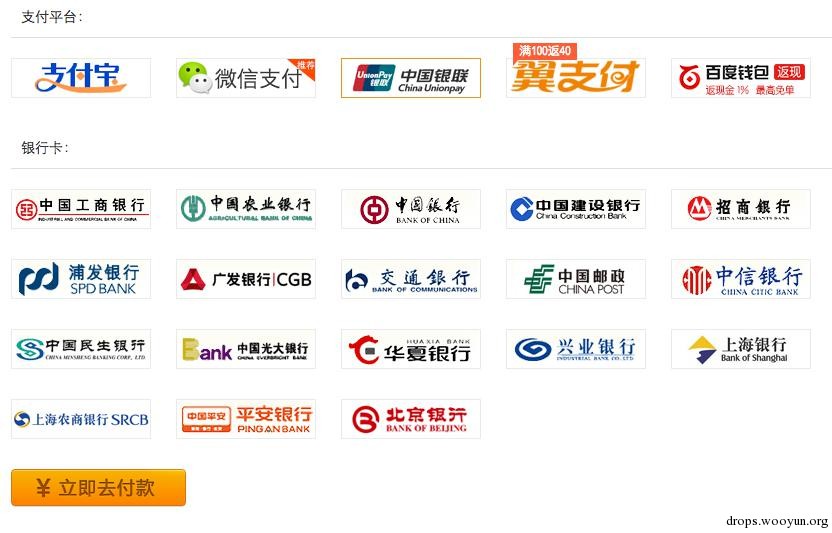 支付平台：
支付宝
微信支付
推荐
UnionPay
银联
中国银联
China Unionpay
满100返40
翼支付
百度钱包 返现
返现金1% 最高免单
银行卡：
中国工商银行
INDUSTRIAL AND COMMERCIAL BANK OF CHINA
中国农业银行
AGRICULTURAL BANK OF CHINA
中国银行
BANK OF CHINA
中国建设银行
China Construction Bank
招商银行
CHINA MERCHANTS BANK
浦发银行
SPD BANK
广发银行|CGB
交通銀行
BANK OF COMMUNICATIONS
中国邮政
CHINA POST
中信银行
CHINA CITIC BANK
中国民生银行
CHINA MINSHENG BANKING CORP., LTD.
Bank 中国光大银行
CHINA EVERBRIGHT BANK
HUAXIA BANK
华夏银行
兴业银行
INDUSTRIAL BANK CO.,LTD.
上海银行
Bank of Shanghai
上海农商银行 SRCB
中国平安
平安银行
PING AN BANK
北京银行
BANK OF BEIJING
¥ 立即去付款
drops.wooyun.org